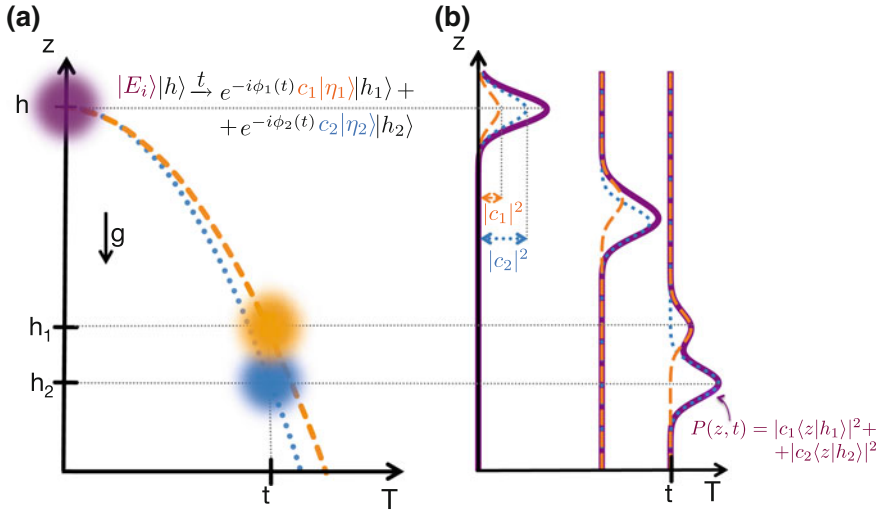 (a)
z
|E_i⟩|h⟩ →^t e^{-iϕ_1(t)} c_1|η_1⟩|h_1⟩ +
+ e^{-iϕ_2(t)} c_2|η_2⟩|h_2⟩
h
g
h_1
h_2
t
T
(b)
z
|c_1|^2
|c_2|^2
P(z, t) = |c_1⟨z|h_1⟩|^2 +
+|c_2⟨z|h_2⟩|^2
t
T